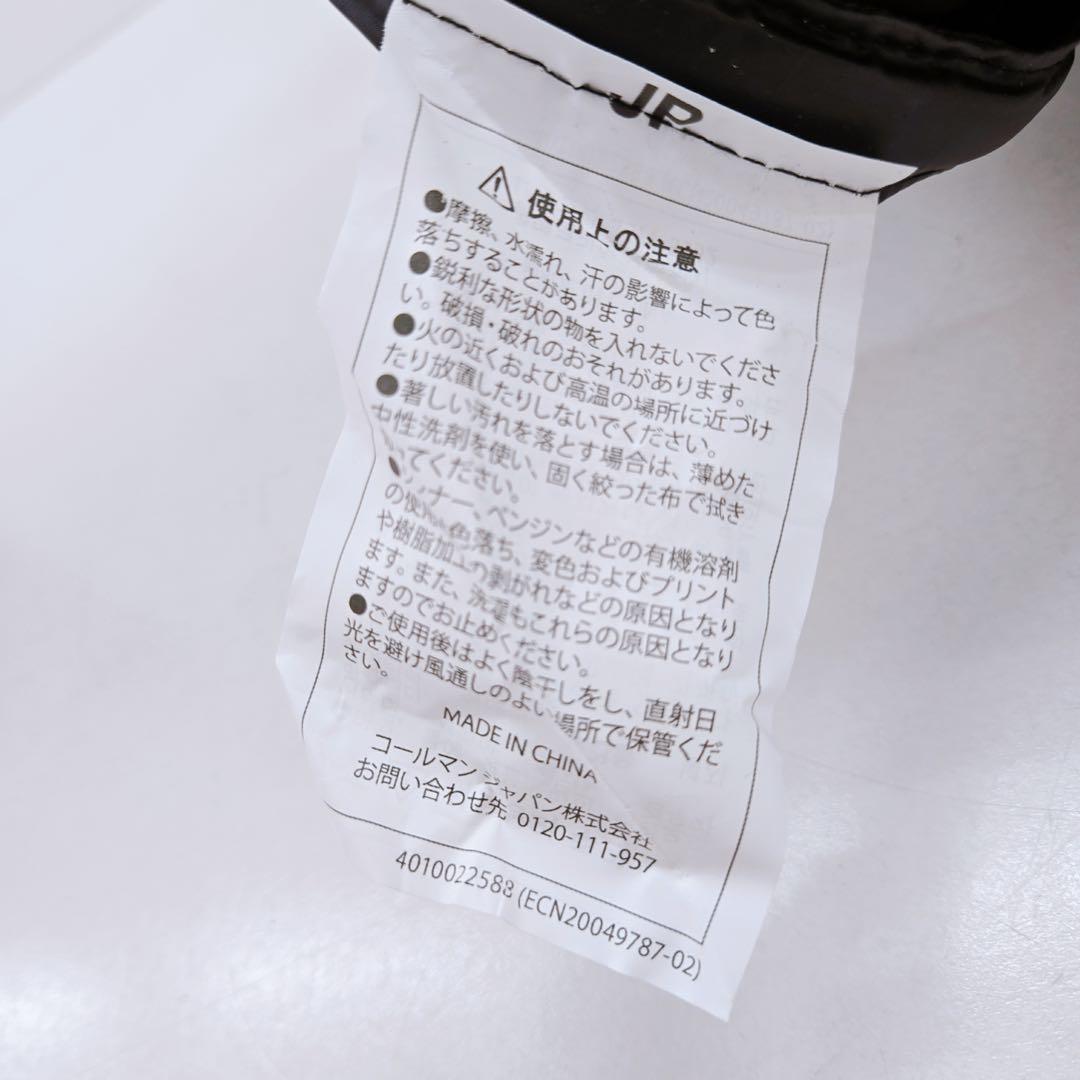 JP
⚠ 使用上の注意
●摩擦、水濡れ、汗の影響によって色
落ちすることがあります。
●鋭利な形状の物を入れないでくださ
い。破損・破れのおそれがあります。
●火の近くおよび高温の場所に近づけ
たり放置したりしないでください。
●著しい汚れを落とす場合は、薄めた
中性洗剤を使い、固く絞った布で拭き
ってください。
ナー、ベンジンなどの有機溶剤
の使 色落ち、変色およびプリント
や樹脂加工の剥がれなどの原因となり
ます。また、洗濯もこれらの原因となり
ますのでお止めください。
●ご使用後はよく陰干しをし、直射日
光を避け風通しのよい場所で保管くだ
さい。
MADE IN CHINA
コールマン ジャパン株式会社
お問い合わせ先 0120-111-957
4010022588 (ECN20049787-02)